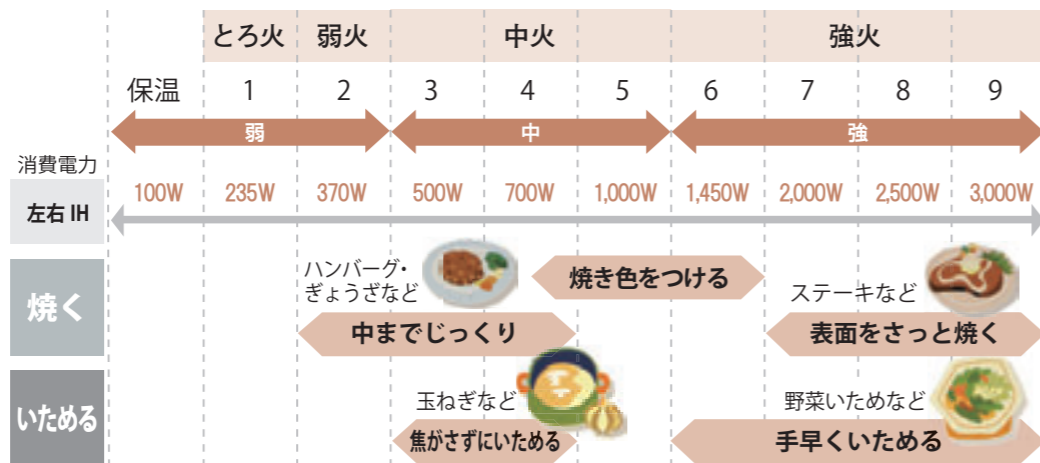 とろ火 弱火 中火 強火
保温 1 2 3 4 5 6 7 8 9
弱 中 強
消費電力
左右 IH 100W 235W 370W 500W 700W 1,000W 1,450W 2,000W 2,500W 3,000W
焼く
ハンバーグ・
ぎょうざなど
中までじっくり
焼き色をつける
ステーキなど
表面をさっと焼く
いためる
玉ねぎなど
焦がさずにいためる
野菜いためなど
手早くいためる